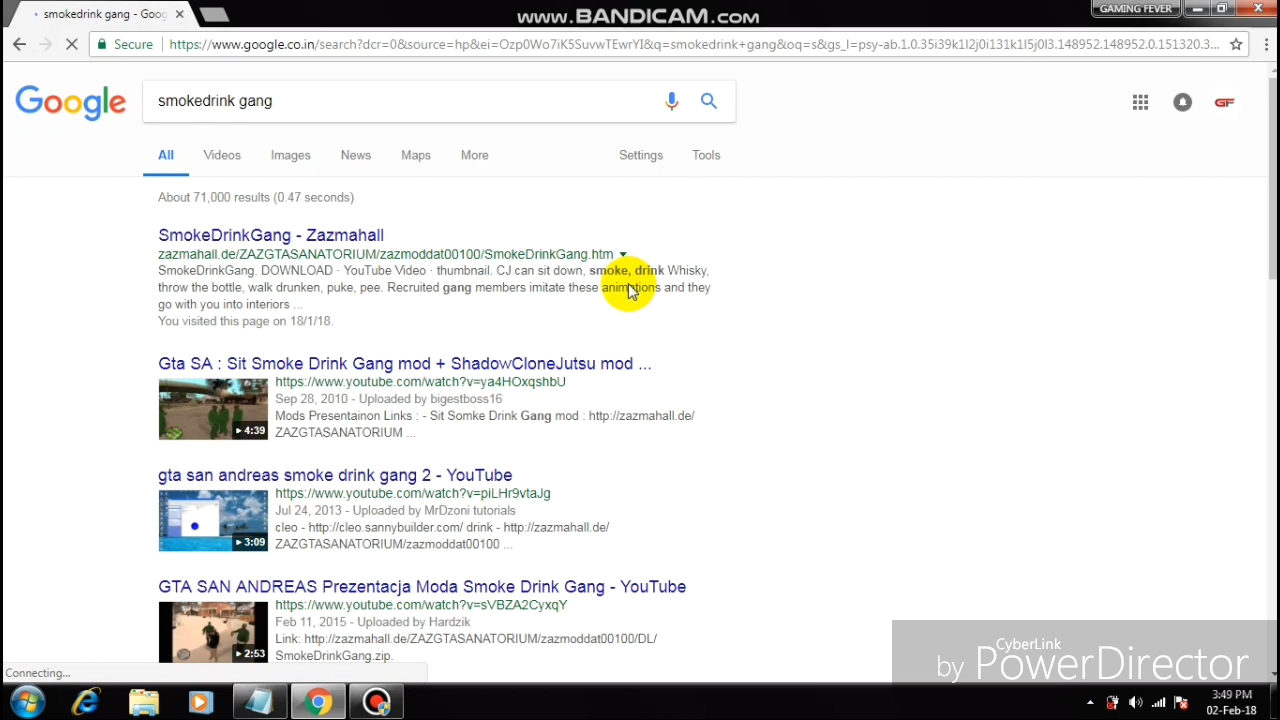 www.BANDICAM.com
smokedrink gang - Goog
GAMING FEVER
Secure
https://www.google.co.in/search?dcr=0&source=hp&ei=Ozp0Wo7iK5SuvwTEwrYI&q=smokedrink+gang&oq=s&gs_l=psy-ab.1.0.35i39k1l2j0i131k1l5j0l3.148952.148952.0.151320.3...
Google
smokedrink gang
GF
All Videos Images News Maps More Settings Tools
About 71,000 results (0.47 seconds)
SmokeDrinkGang - Zazmahall
zazmahall.de/ZAZGTASANATORIUM/zazmoddat00100/SmokeDrinkGang.htm
SmokeDrinkGang. DOWNLOAD · YouTube Video · thumbnail. CJ can sit down, smoke, drink Whisky,
throw the bottle, walk drunken, puke, pee. Recruited gang members imitate these animations and they
go with you into interiors ...
You visited this page on 18/1/18.
Gta SA : Sit Smoke Drink Gang mod + ShadowCloneJutsu mod ...
https://www.youtube.com/watch?v=ya4HOxqshbU
Sep 28, 2010 - Uploaded by bigestboss16
Mods Presentainon Links : - Sit Somke Drink Gang mod : http://zazmahall.de/
ZAZGTASANATORIUM ...
4:39
gta san andreas smoke drink gang 2 - YouTube
https://www.youtube.com/watch?v=piLHr9vtaJg
Jul 24, 2013 - Uploaded by MrDzoni tutorials
cleo - http://cleo.sannybuilder.com/ drink - http://zazmahall.de/
ZAZGTASANATORIUM/zazmoddat00100 ...
3:09
GTA SAN ANDREAS Prezentacja Moda Smoke Drink Gang - YouTube
https://www.youtube.com/watch?v=sVBZA2CyxqY
Feb 11, 2015 - Uploaded by Hardzik
Link: http://zazmahall.de/ZAZGTASANATORIUM/zazmoddat00100/DL/
SmokeDrinkGang.zip.
2:53
Connecting...
CyberLink
by PowerDirector
3:49 PM
02-Feb-18